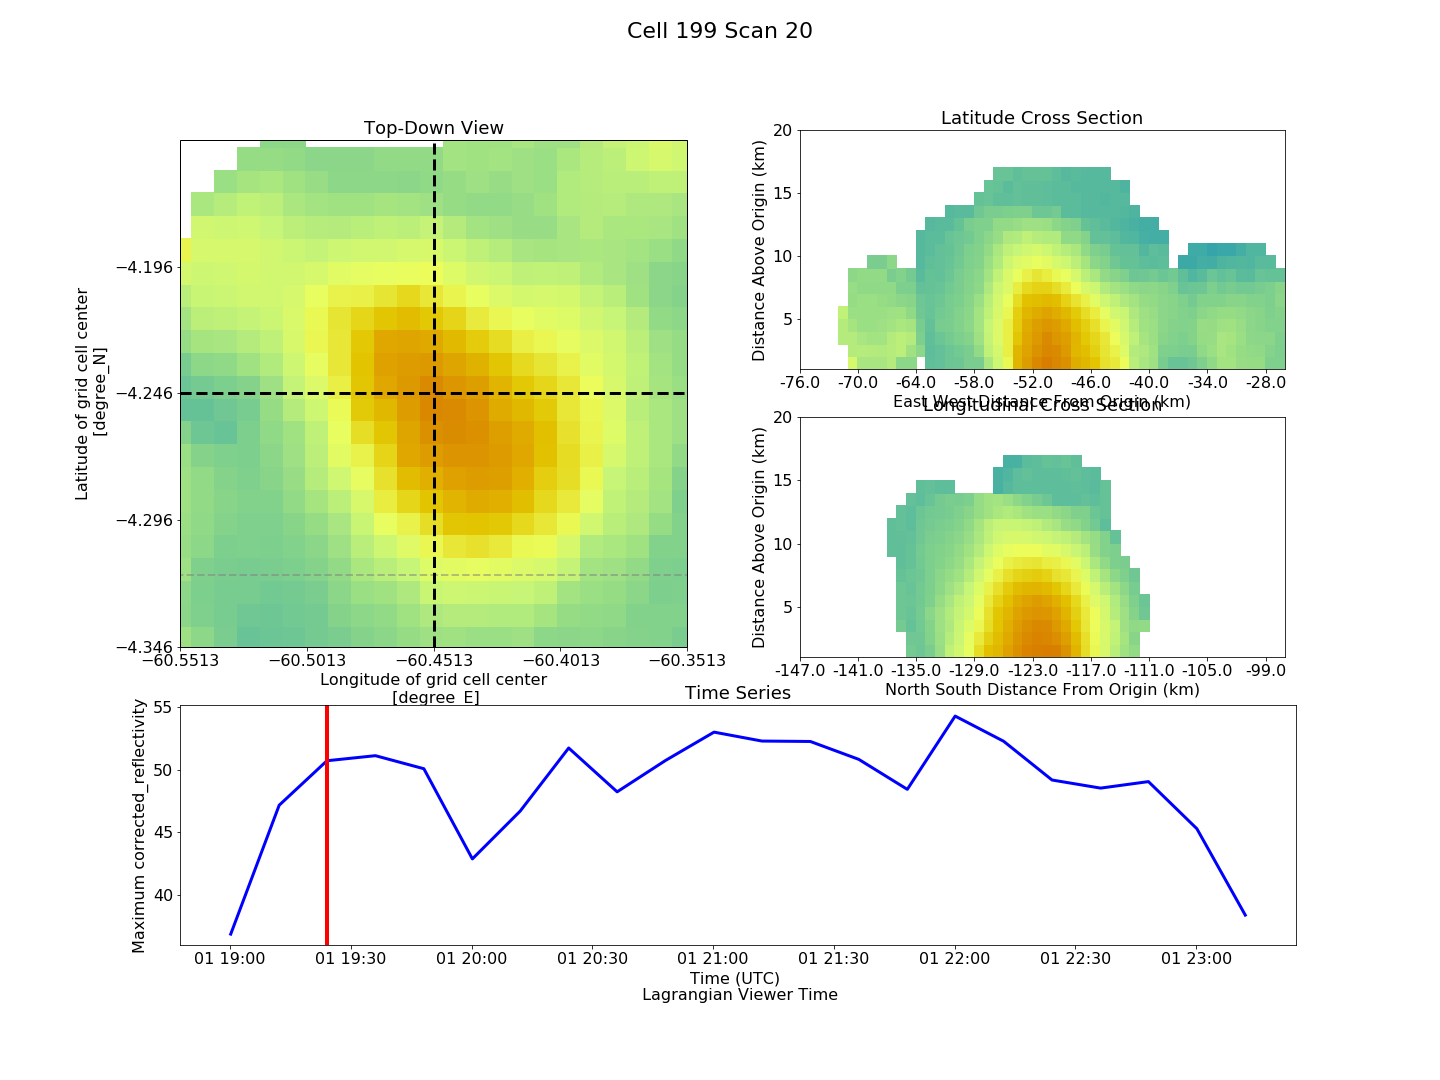 Cell 199 Scan 20
Top-Down View
−4.196
−4.246
−4.296
−4.346
Latitude of grid cell center
[degree_N]
−60.5513 −60.5013 −60.4513 −60.4013 −60.3513
Longitude of grid cell center
[degree_E]
Latitude Cross Section
20
15
10
5
Distance Above Origin (km)
-76.0 -70.0 -64.0 -58.0 -52.0 -46.0 -40.0 -34.0 -28.0
East West Distance From Origin (km)
Longitudinal Cross Section
20
15
10
5
Distance Above Origin (km)
-147.0 -141.0 -135.0 -129.0 -123.0 -117.0 -111.0 -105.0 -99.0
North South Distance From Origin (km)
Time Series
55
50
45
40
Maximum corrected_reflectivity
01 19:00 01 19:30 01 20:00 01 20:30 01 21:00 01 21:30 01 22:00 01 22:30 01 23:00
Time (UTC)
Lagrangian Viewer Time